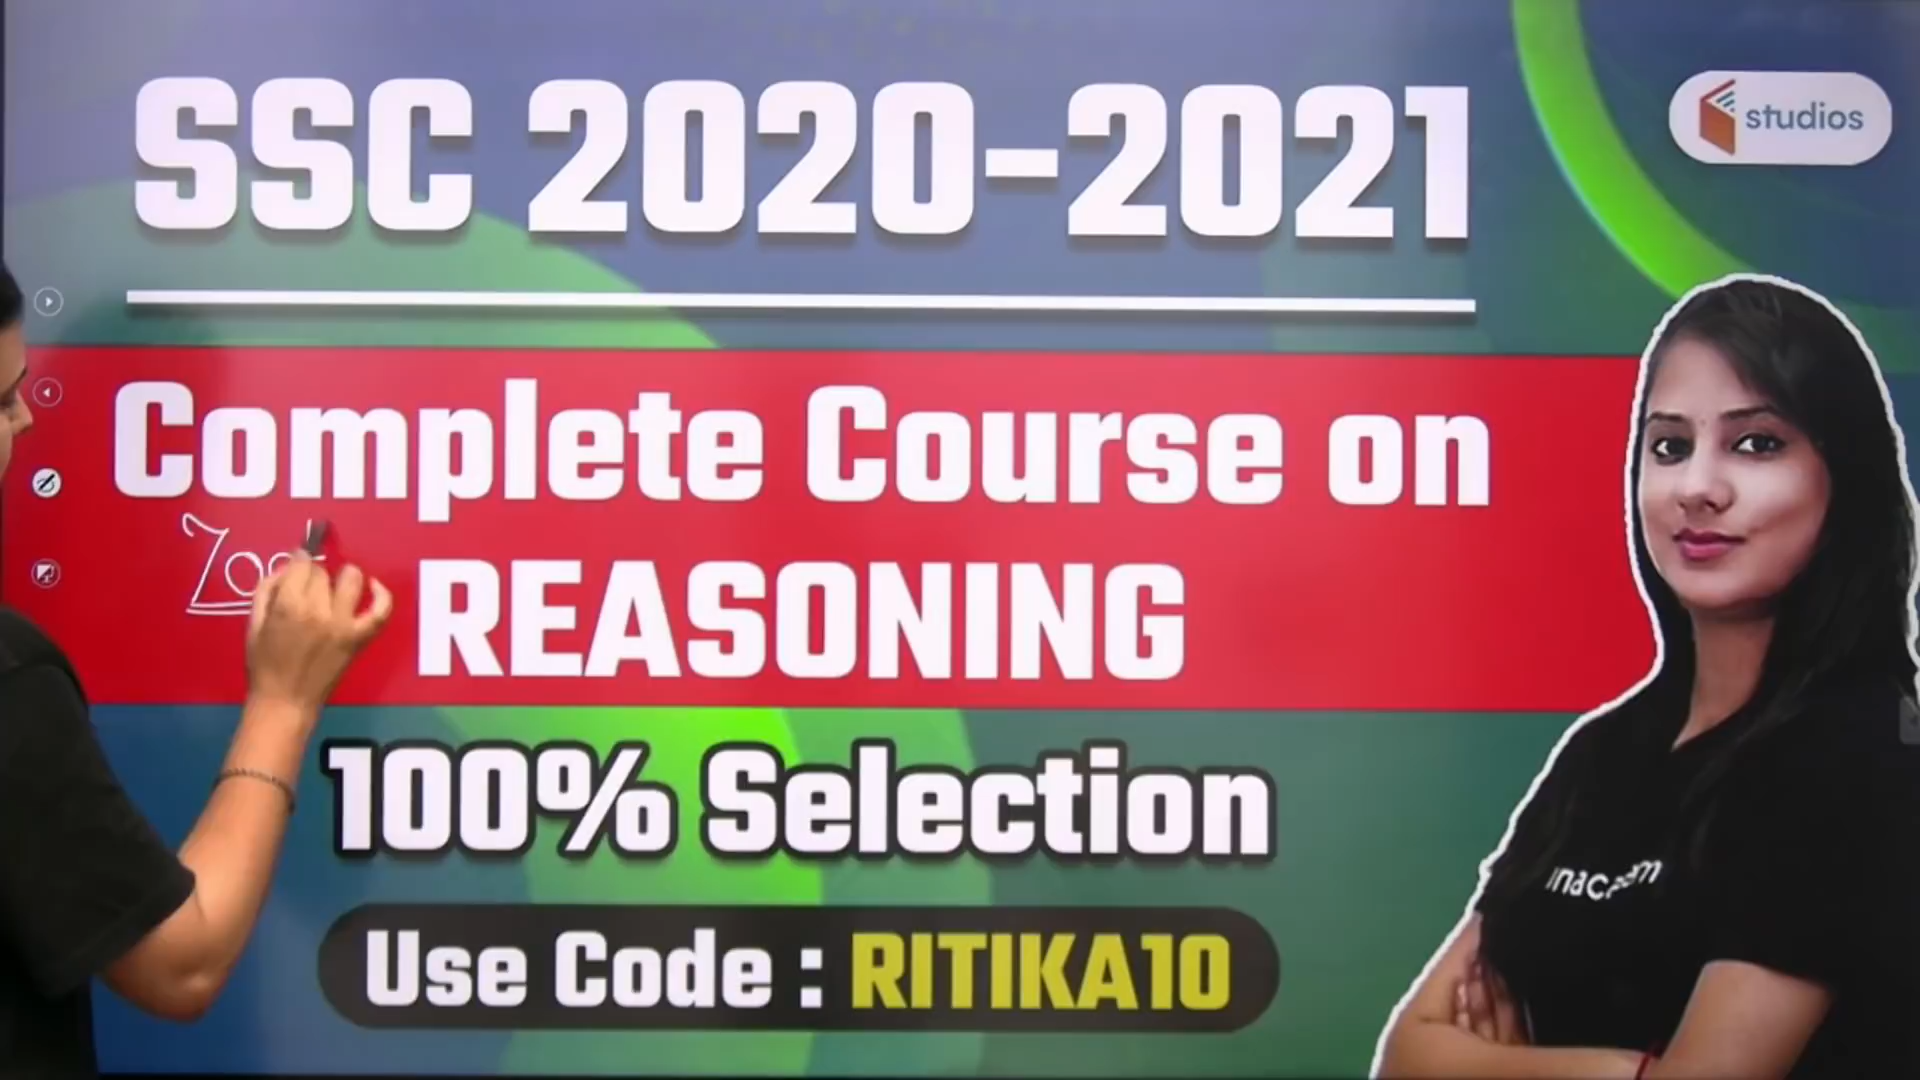 SSC 2020-2021
studios
Complete Course on
REASONING
100% Selection
Use Code : RITIKA10